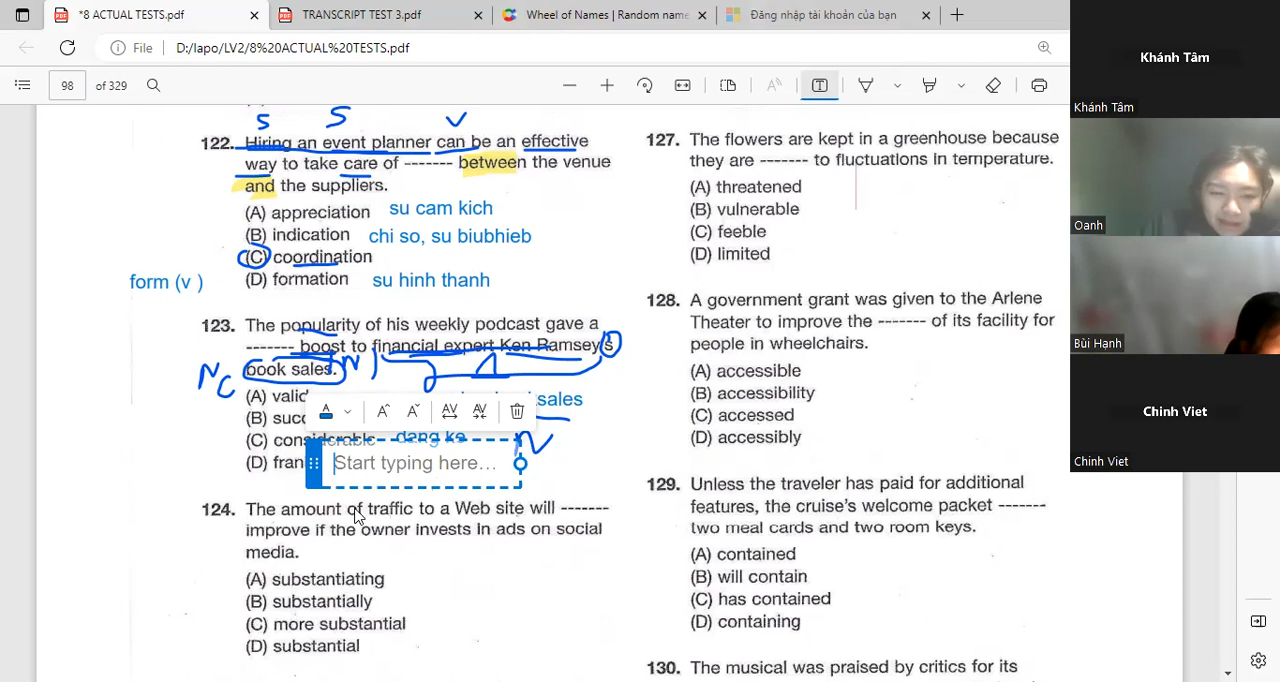 *8 ACTUAL TESTS.pdf
TRANSCRIPT TEST 3.pdf
Wheel of Names | Random name
Đăng nhập tài khoản của bạn
File
D:/lapo/LV2/8%20ACTUAL%20TESTS.pdf
98 of 329
S S V
122. Hiring an event planner can be an effective
way to take care of ------- between the venue
and the suppliers.
(A) appreciation su cam kich
(B) indication chi so, su biubhieb
(C) coordination
(D) formation su hinh thanh
form (v )
123. The popularity of his weekly podcast gave a
------- boost to financial expert Ken Ramsey's
book sales.
N N
(A) valid
sales
(B) succ
(C) considerable dang ke
(D) fran
N
Start typing here...
124. The amount of traffic to a Web site will -------
improve if the owner invests in ads on social
media.
(A) substantiating
(B) substantially
(C) more substantial
(D) substantial
127. The flowers are kept in a greenhouse because
they are ------- to fluctuations in temperature.
(A) threatened
(B) vulnerable
(C) feeble
(D) limited
128. A government grant was given to the Arlene
Theater to improve the ------- of its facility for
people in wheelchairs.
(A) accessible
(B) accessibility
(C) accessed
(D) accessibly
129. Unless the traveler has paid for additional
features, the cruise's welcome packet -------
two meal cards and two room keys.
(A) contained
(B) will contain
(C) has contained
(D) containing
130. The musical was praised by critics for its
Khánh Tâm
Khánh Tâm
Oanh
Bùi Hạnh
Chinh Viet
Chinh Viet